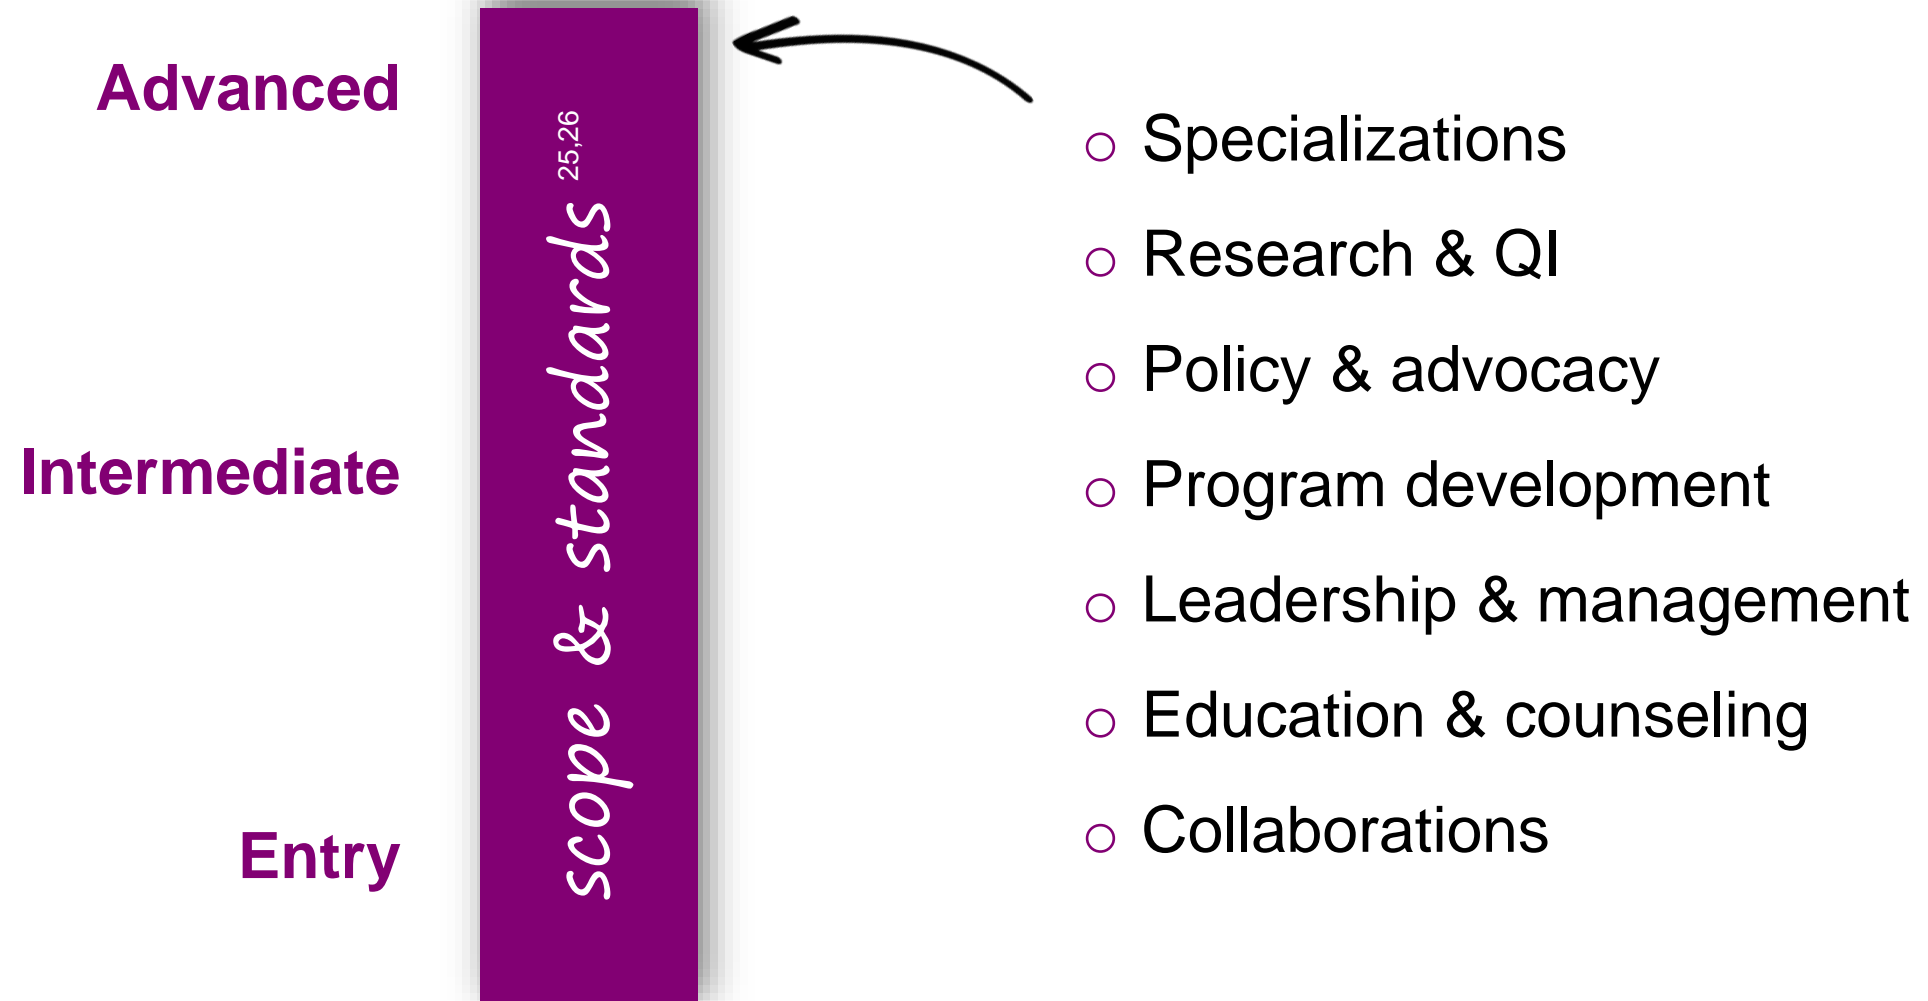 Advanced
Intermediate
Entry
scope & standards 25,26
○ Specializations
○ Research & QI
○ Policy & advocacy
○ Program development
○ Leadership & management
○ Education & counseling
○ Collaborations